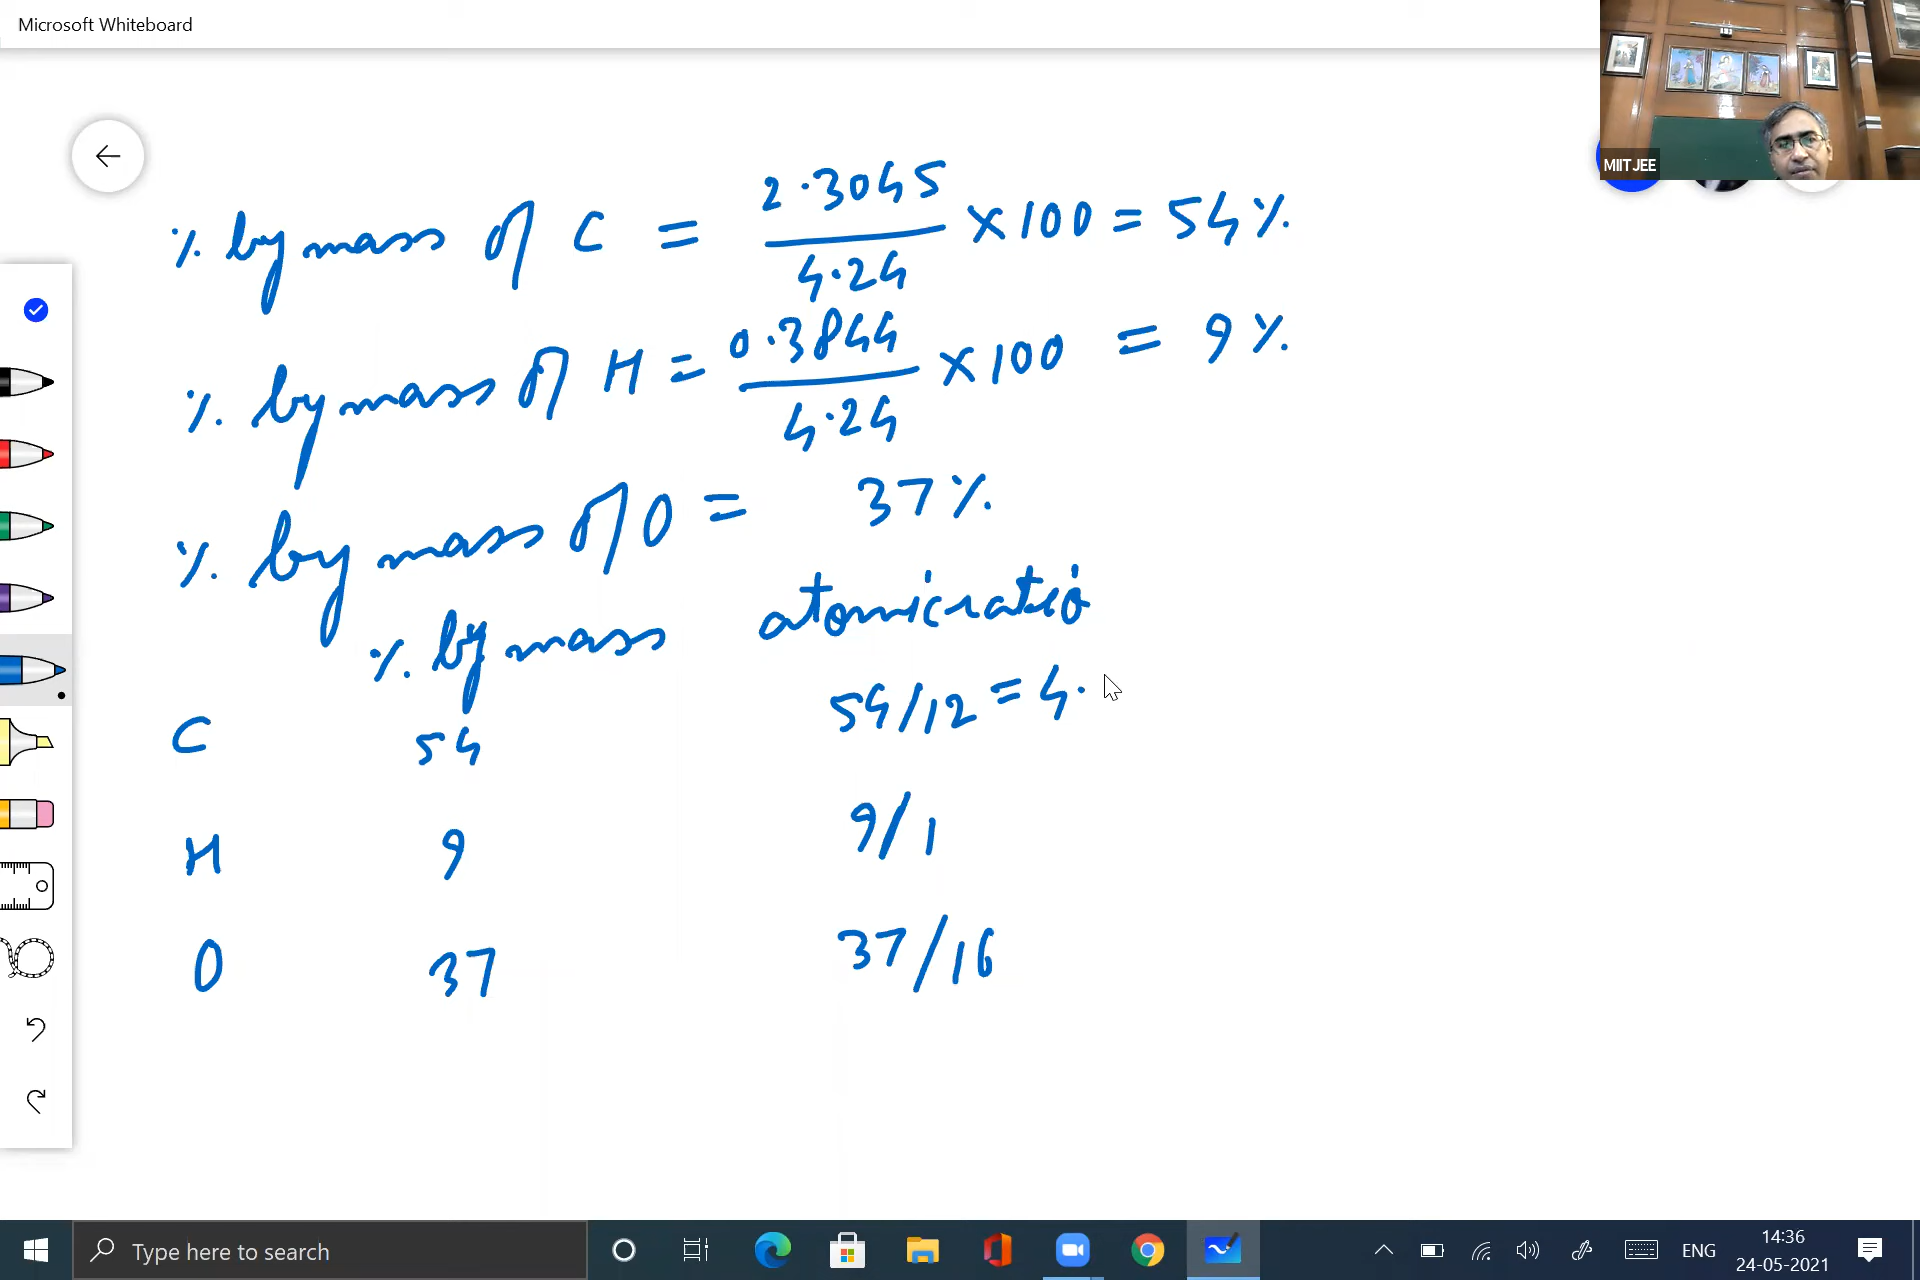 Microsoft Whiteboard
MIIT JEE
% by mass of C = 2.3045/4.24 × 100 = 54%
% by mass of H = 0.3844/4.24 × 100 = 9%
% by mass of O = 37%
% by mass atomic ratio
C 54 54/12 = 4.
H 9 9/1
O 37 37/16
Type here to search
ENG
14:36
24-05-2021